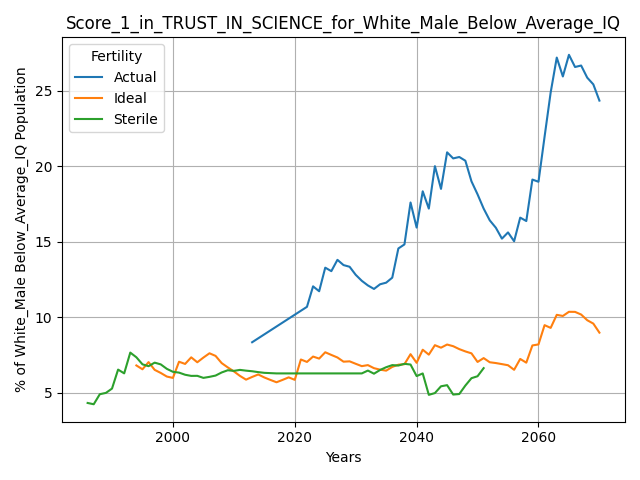 Score_1_in_TRUST_IN_SCIENCE_for_White_Male_Below_Average_IQ
Fertility
Actual
Ideal
Sterile
% of White_Male Below_Average_IQ Population
25
20
15
10
5
2000
2020
2040
2060
Years